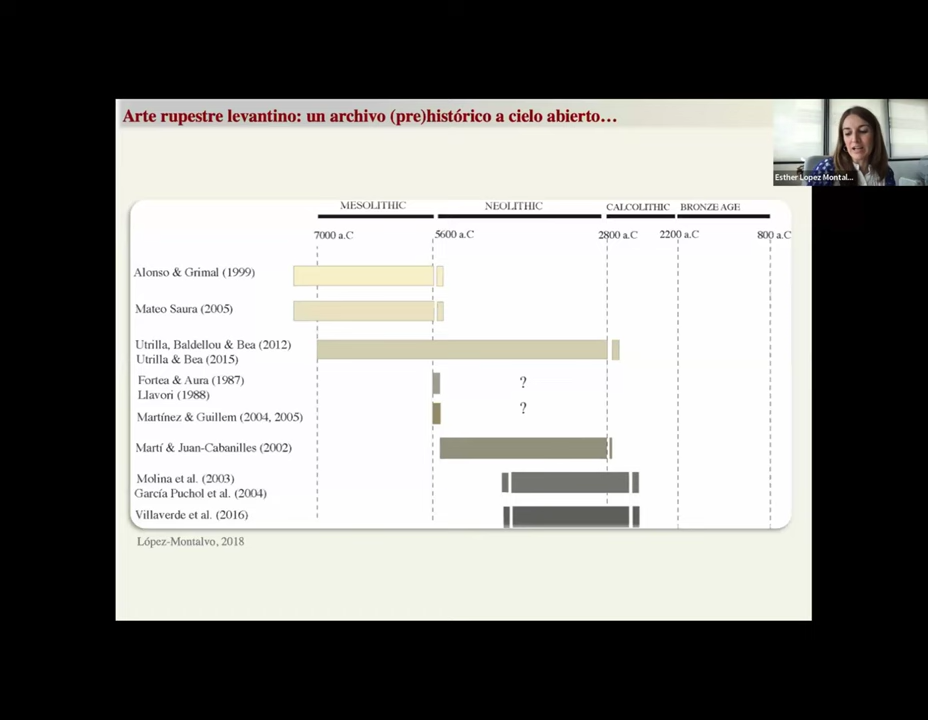 Arte rupestre levantino: un archivo (pre)histórico a cielo abierto…
Esther Lopez Montal...
MESOLITHIC NEOLITHIC CALCOLITHIC BRONZE AGE
7000 a.C 5600 a.C 2800 a.C 2200 a.C 800 a.C
Alonso & Grimal (1999)
Mateo Saura (2005)
Utrilla, Baldellou & Bea (2012)
Utrilla & Bea (2015)
Fortea & Aura (1987) ?
Llavori (1988)
Martínez & Guillem (2004, 2005) ?
Martí & Juan-Cabanilles (2002)
Molina et al. (2003)
García Puchol et al. (2004)
Villaverde et al. (2016)
López-Montalvo, 2018